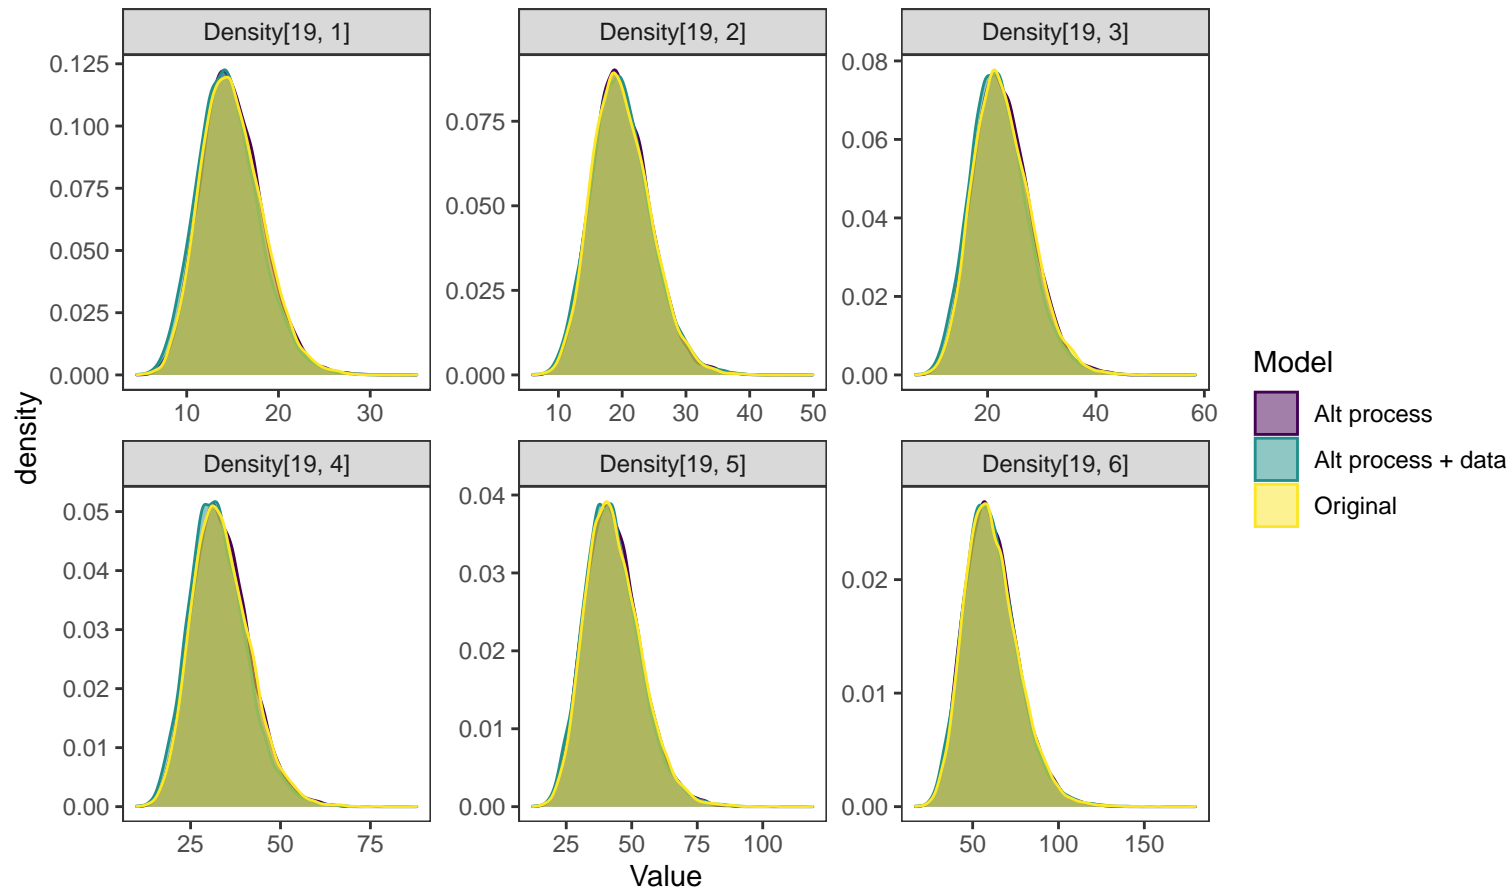 Density[19, 1]
Density[19, 2]
Density[19, 3]
0.125
0.100
0.075
0.050
0.025
0.000
10 20 30
0.075
0.050
0.025
0.000
10 20 30 40 50
0.08
0.06
0.04
0.02
0.00
20 40 60
density
Density[19, 4]
Density[19, 5]
Density[19, 6]
0.05
0.04
0.03
0.02
0.01
0.00
25 50 75
0.04
0.03
0.02
0.01
0.00
25 50 75 100
0.02
0.01
0.00
50 100 150
Value
Model
Alt process
Alt process + data
Original